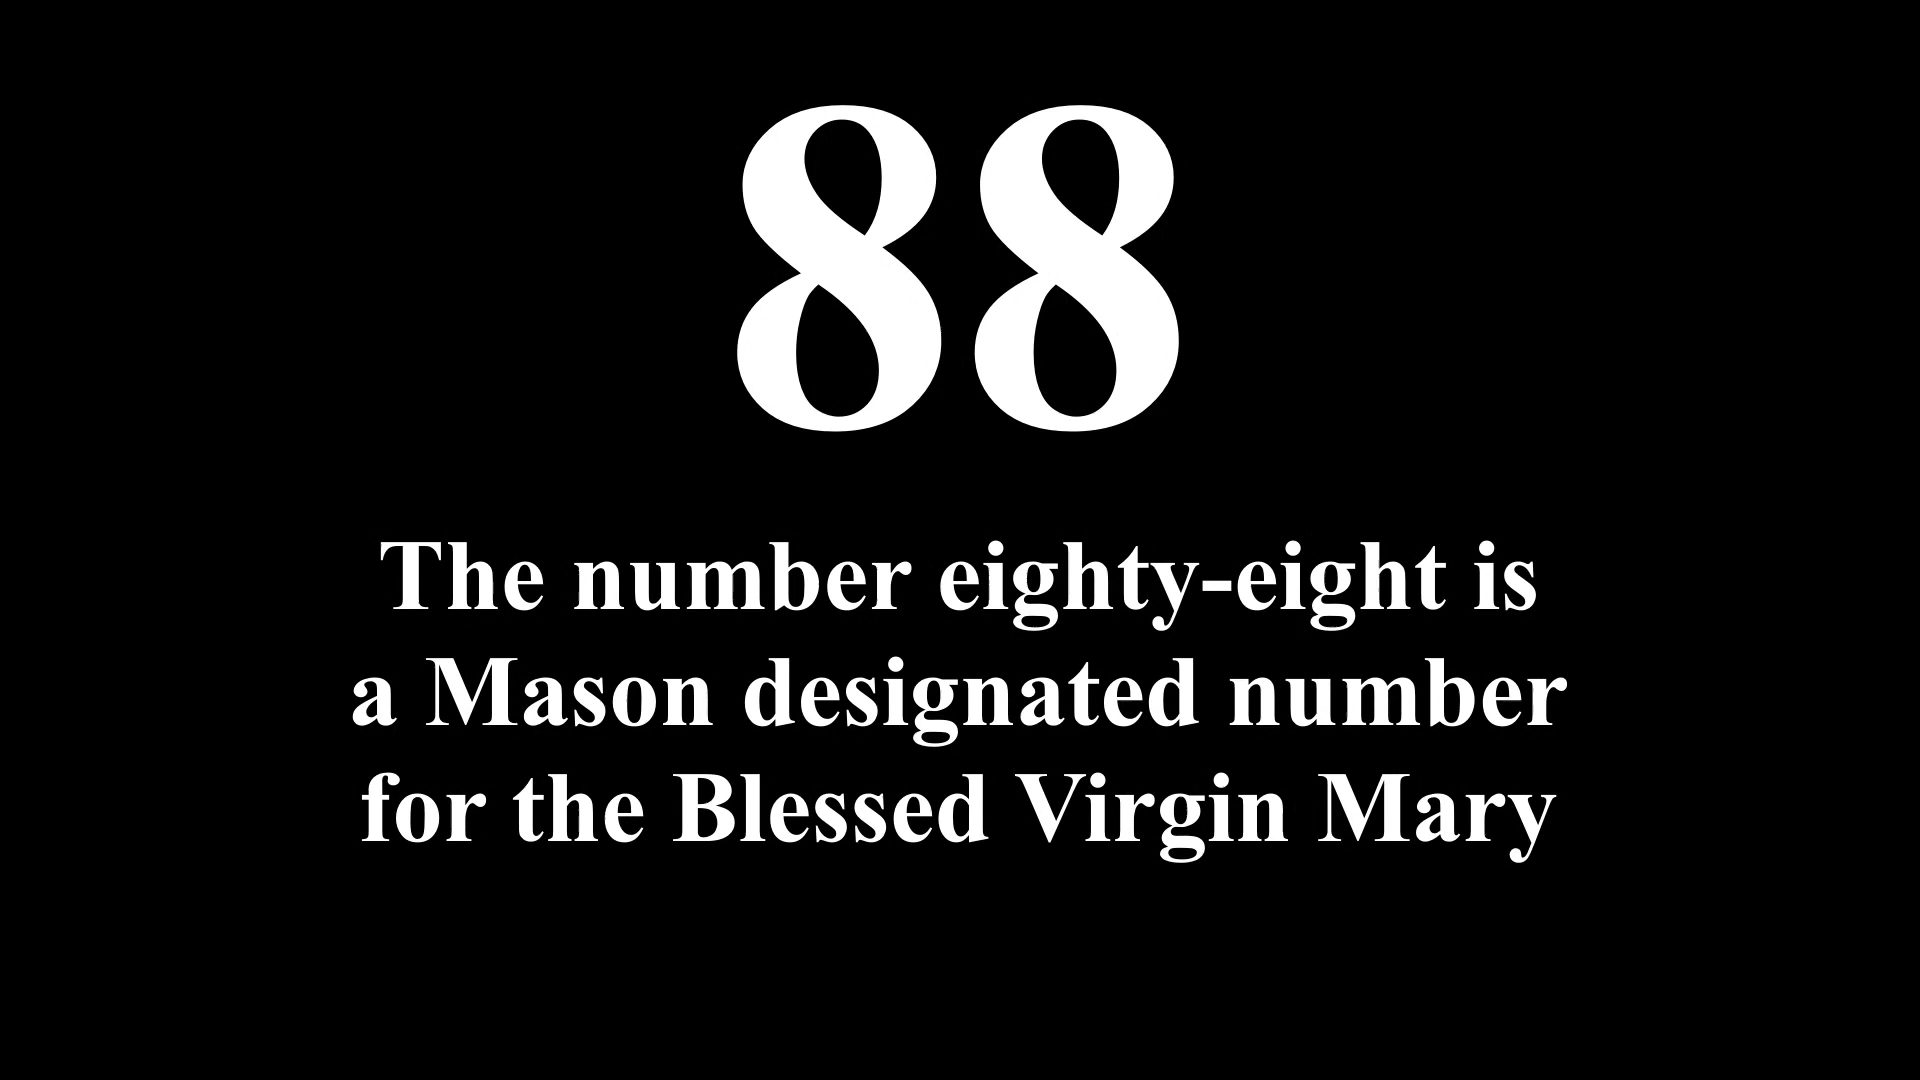 88
The number eighty-eight is
a Mason designated number
for the Blessed Virgin Mary